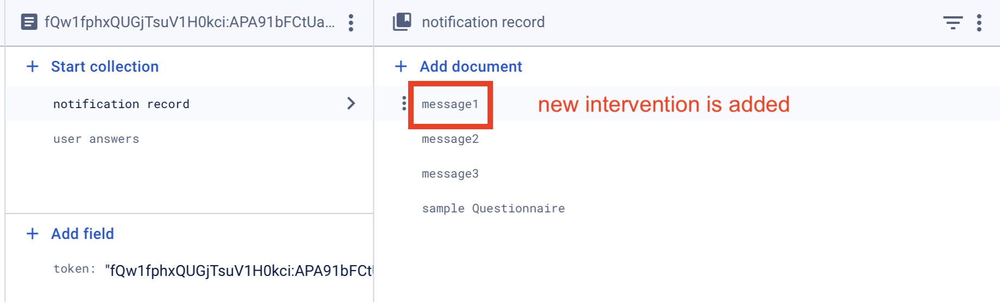 fQw1fphxQUGjTsuV1H0kci:APA91bFCtUa...
Start collection
notification record
user answers
Add field
token: "fQw1fphxQUGjTsuV1H0kci:APA91bFCt
notification record
Add document
message1
new intervention is added
message2
message3
sample Questionnaire